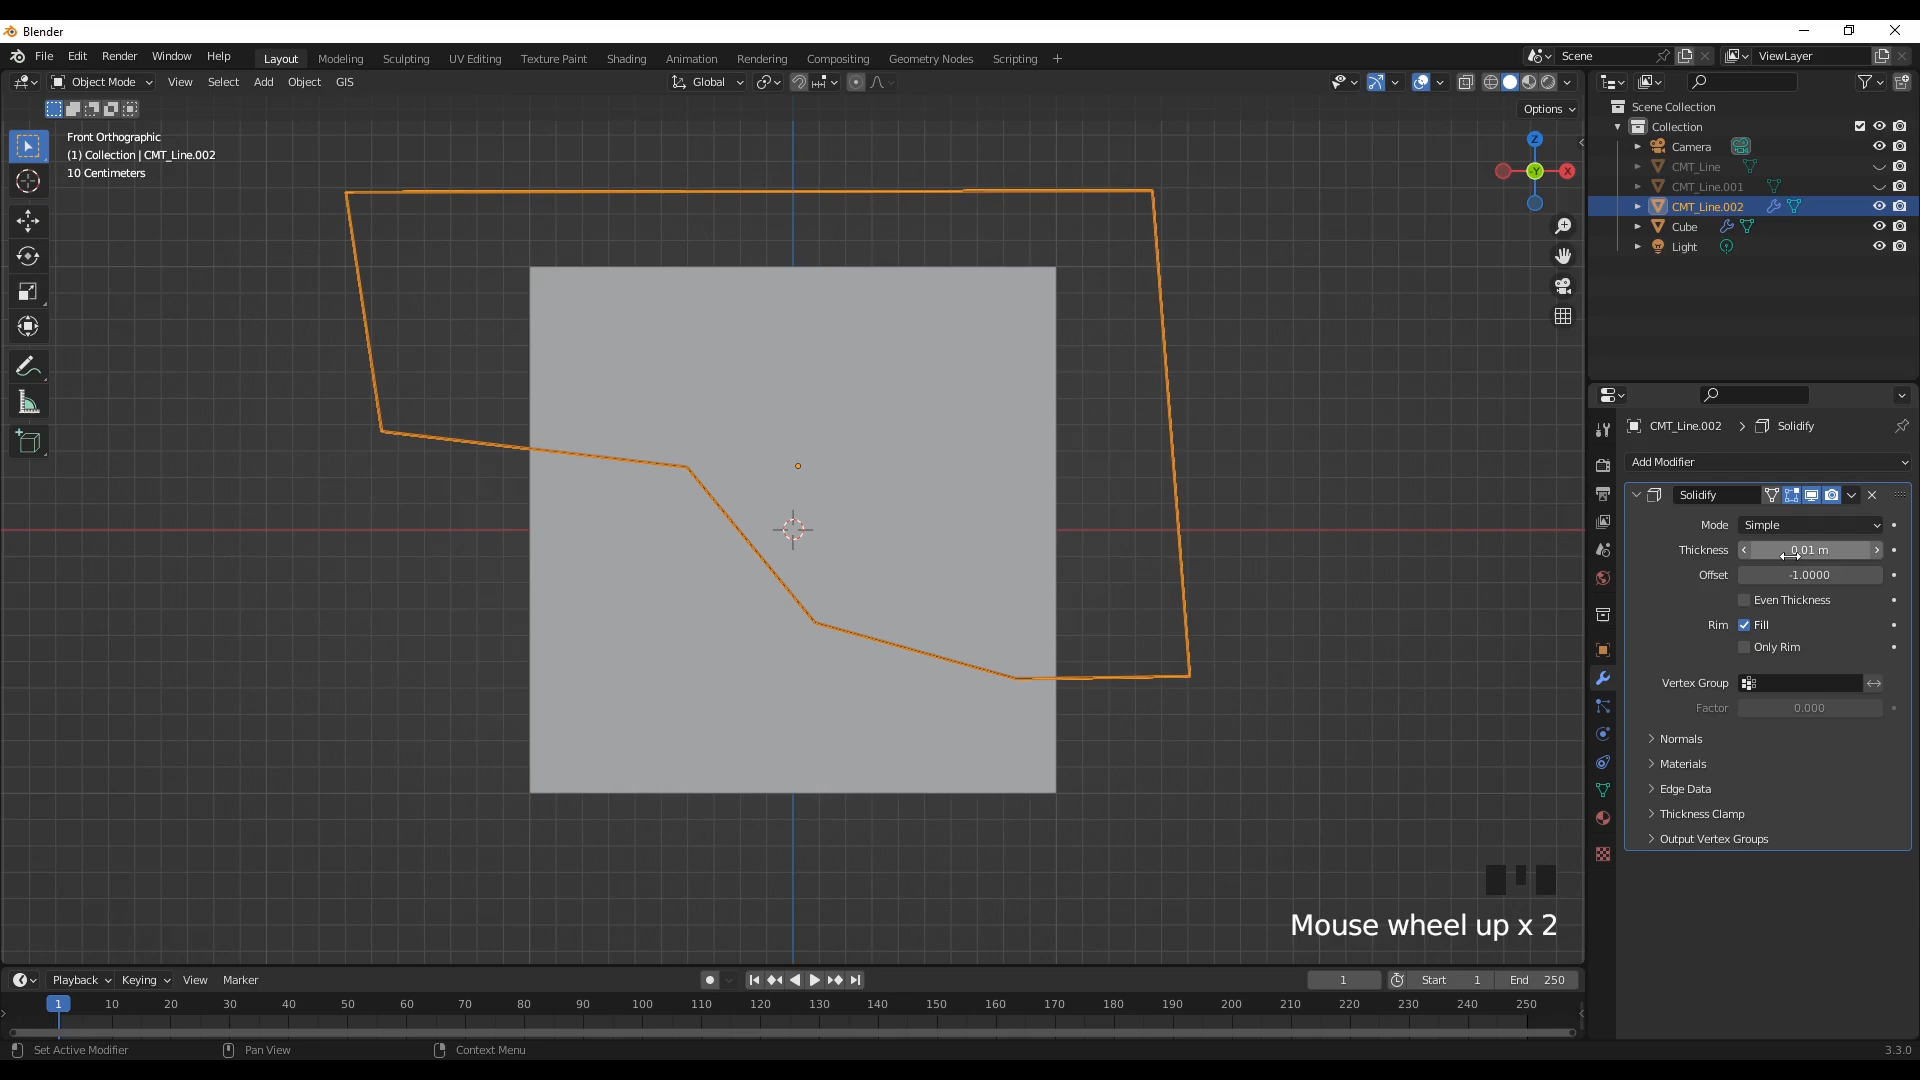 Blender
File Edit Render Window Help Layout Modeling Sculpting UV Editing Texture Paint Shading Animation Rendering Compositing Geometry Nodes Scripting + Scene ViewLayer
Object Mode View Select Add Object GIS Global
Options
Front Orthographic
(1) Collection | CMT_Line.002
10 Centimeters
Z
-Y X
Scene Collection
Collection
Camera
CMT_Line
CMT_Line.001
CMT_Line.002
Cube
Light
CMT_Line.002 > Solidify
Add Modifier
Solidify
Mode Simple
Thickness 0.01 m
Offset -1.0000
Even Thickness
Rim Fill
Only Rim
Vertex Group
Factor 0.000
Normals
Materials
Edge Data
Thickness Clamp
Output Vertex Groups
Mouse wheel up x 2
Playback Keying View Marker 1 Start 1 End 250
1 10 20 30 40 50 60 70 80 90 100 110 120 130 140 150 160 170 180 190 200 210 220 230 240 250
Set Active Modifier Pan View Context Menu 3.3.0